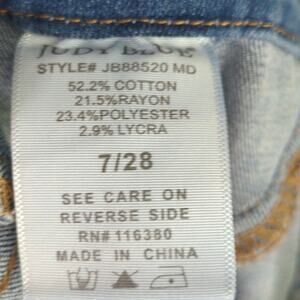 JUDY BLUE
STYLE# JB88520 MD
52.2% COTTON
21.5%RAYON
23.4%POLYESTER
2.9% LYCRA
7/28
SEE CARE ON
REVERSE SIDE
RN# 116380
MADE IN CHINA